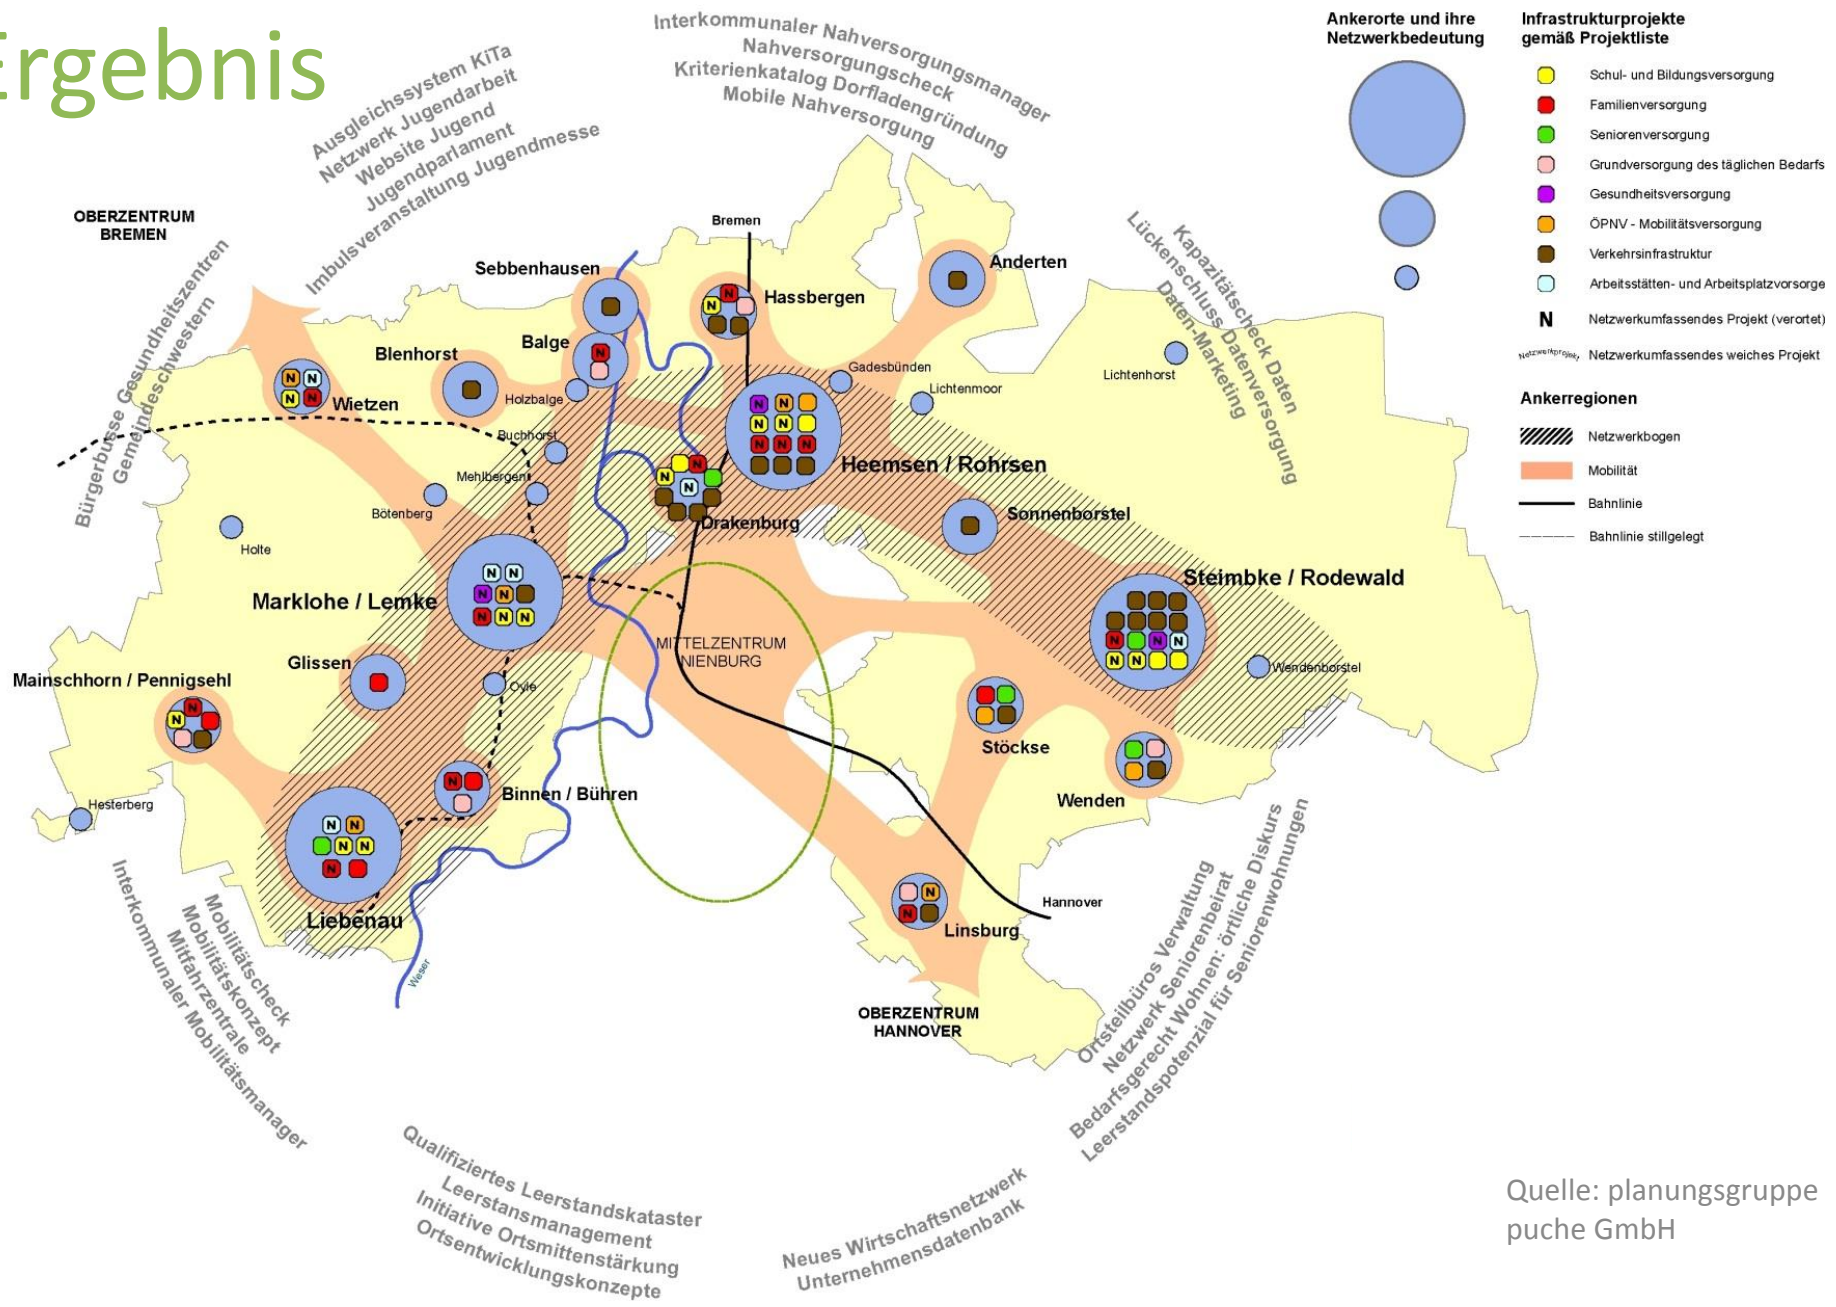 Ergebnis
Ausgleichssystem KiTa
Netzwerk Jugendarbeit
Website Jugend
Jugendparlament
Imbulsveranstaltung Jugendmesse
Interkommunaler Nahversorgungsmanager
Nahversorgungscheck
Kriterienkatalog Dorfladengründung
Mobile Nahversorgung
Ankerorte und ihre
Netzwerkbedeutung
Infrastrukturprojekte
gemäß Projektliste
Schul- und Bildungsversorgung
Familienversorgung
Seniorenversorgung
Grundversorgung des täglichen Bedarfs
Gesundheitsversorgung
ÖPNV - Mobilitätsversorgung
Verkehrsinfrastruktur
Arbeitsstätten- und Arbeitsplatzvorsorge
N Netzwerkumfassendes Projekt (verortet)
Netzwerkprojekt Netzwerkumfassendes weiches Projekt
Ankerregionen
Netzwerkbogen
Mobilität
Bahnlinie
Bahnlinie stillgelegt
OBERZENTRUM
BREMEN
Bürgerbusse Gesundheitszentren
Gemeindeschwestern
Kapazitätscheck Daten
Lückenschluss Datenversorgung
Daten-Marketing
Bremen
Sebbenhausen
Hassbergen
Anderten
Balge
Blenhorst
Wietzen
Holzbalge
Gadesbünden
Lichtenmoor
Lichtenhorst
Buchhorst
Mehlbergen
Bötenberg
Holte
Heemsen / Rohrsen
Drakenburg
Sonnenborstel
Steimbke / Rodewald
Wendenborstel
Marklohe / Lemke
MITTELZENTRUM
NIENBURG
Glissen
Oyle
Mainschhorn / Pennigsehl
Hesterberg
Binnen / Bühren
Liebenau
Weser
Stöckse
Wenden
Linsburg
Hannover
OBERZENTRUM
HANNOVER
Mobilitätscheck
Mobilitätskonzept
Mitfahrzentrale
Interkommunaler Mobilitätsmanager
Ortsteilbüros Verwaltung
Netzwerk Seniorenbeirat
Bedarfsgerecht Wohnen: örtliche Diskurs
Leerstandspotenzial für Seniorenwohnungen
Qualifiziertes Leerstandskataster
Leerstansmanagement
Initiative Ortsmittenstärkung
Ortsentwicklungskonzepte
Neues Wirtschaftsnetzwerk
Unternehmensdatenbank
Quelle: planungsgruppe
puche GmbH